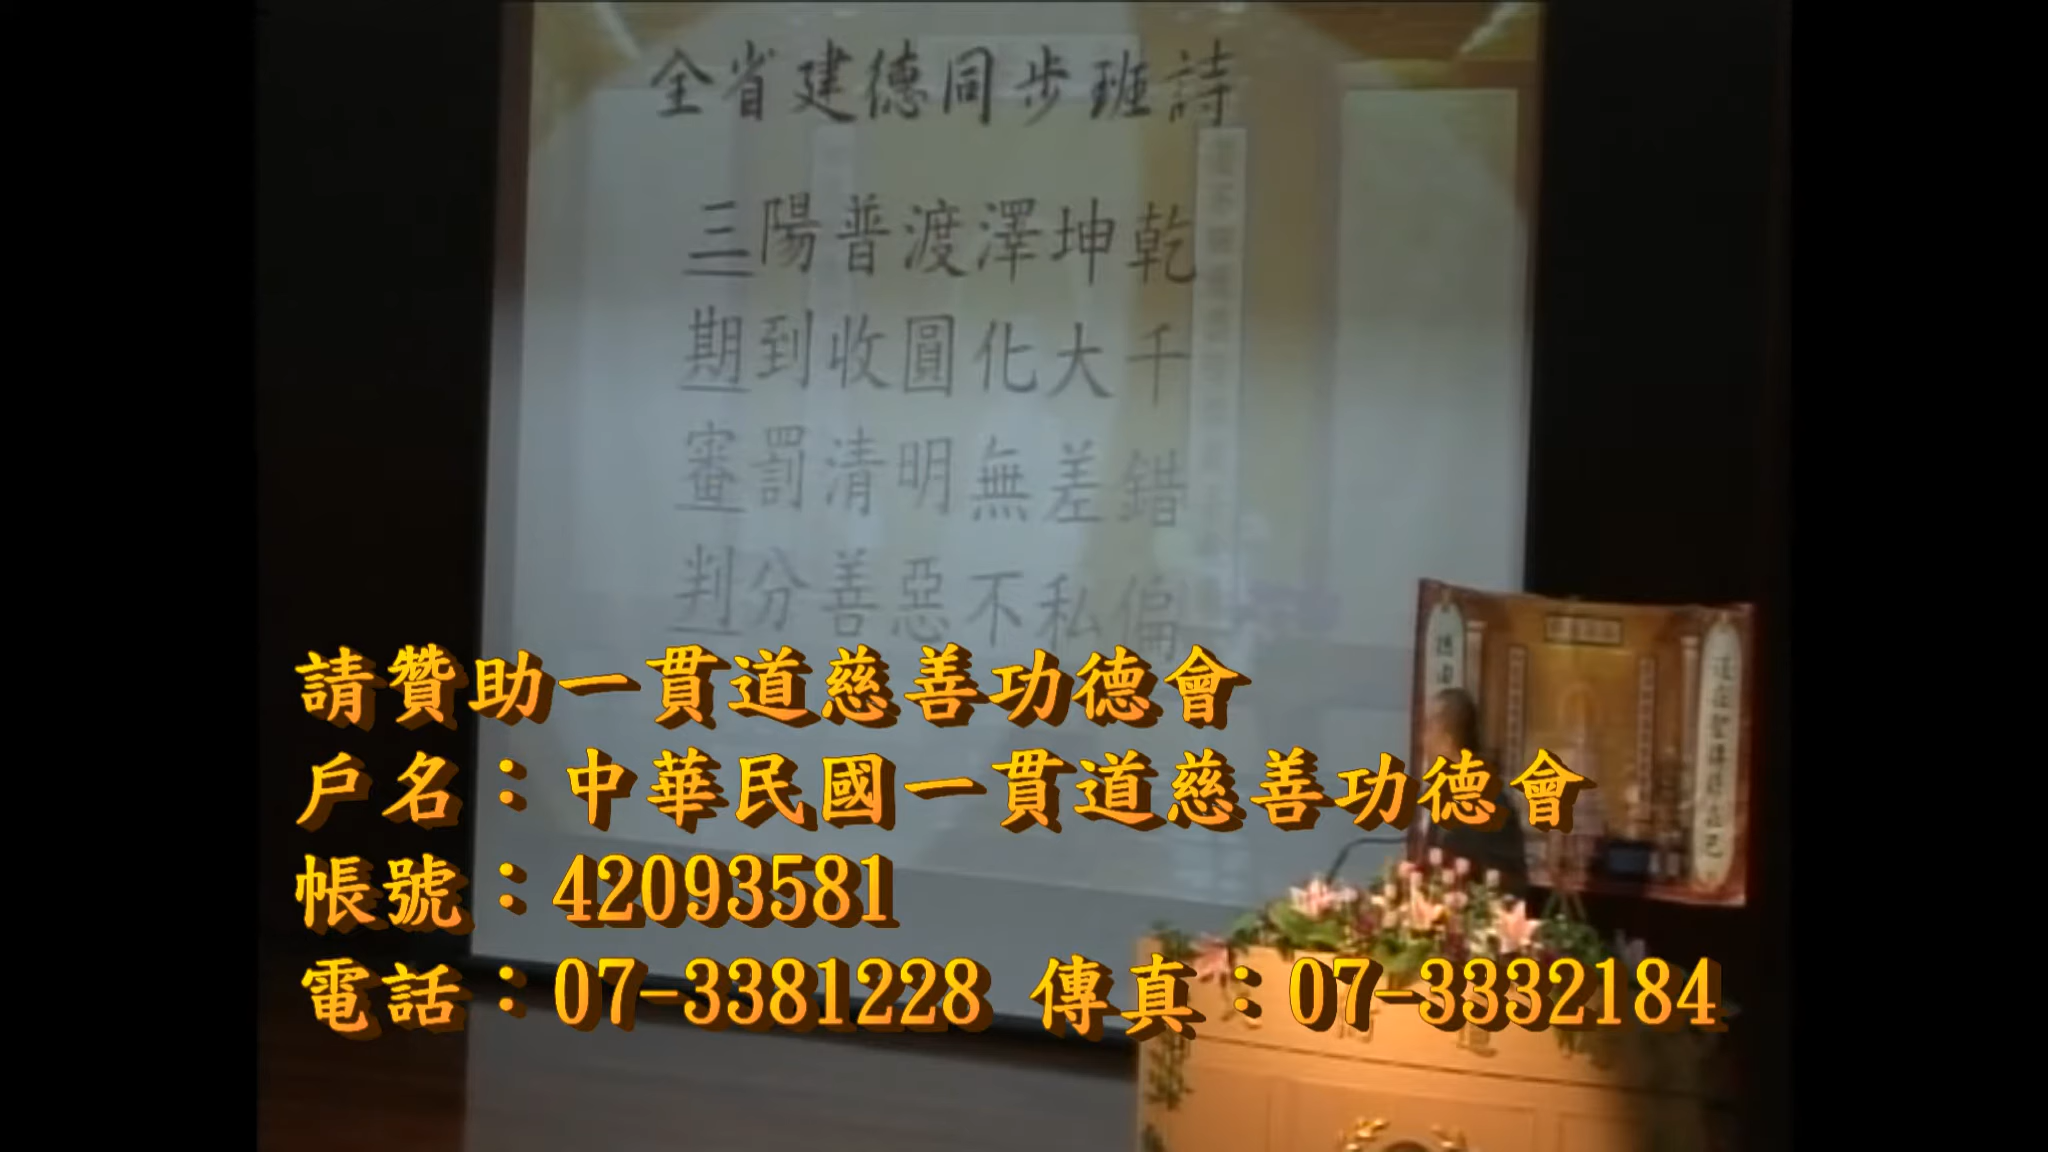 全省建德同步班詩
三陽普渡澤坤乾
期到收圓化大千
審罰清明無差錯
判分善惡不私偏
請贊助一貫道慈善功德會
戶名：中華民國一貫道慈善功德會
帳號：42093581
電話：07-3381228 傳真：07-3332184